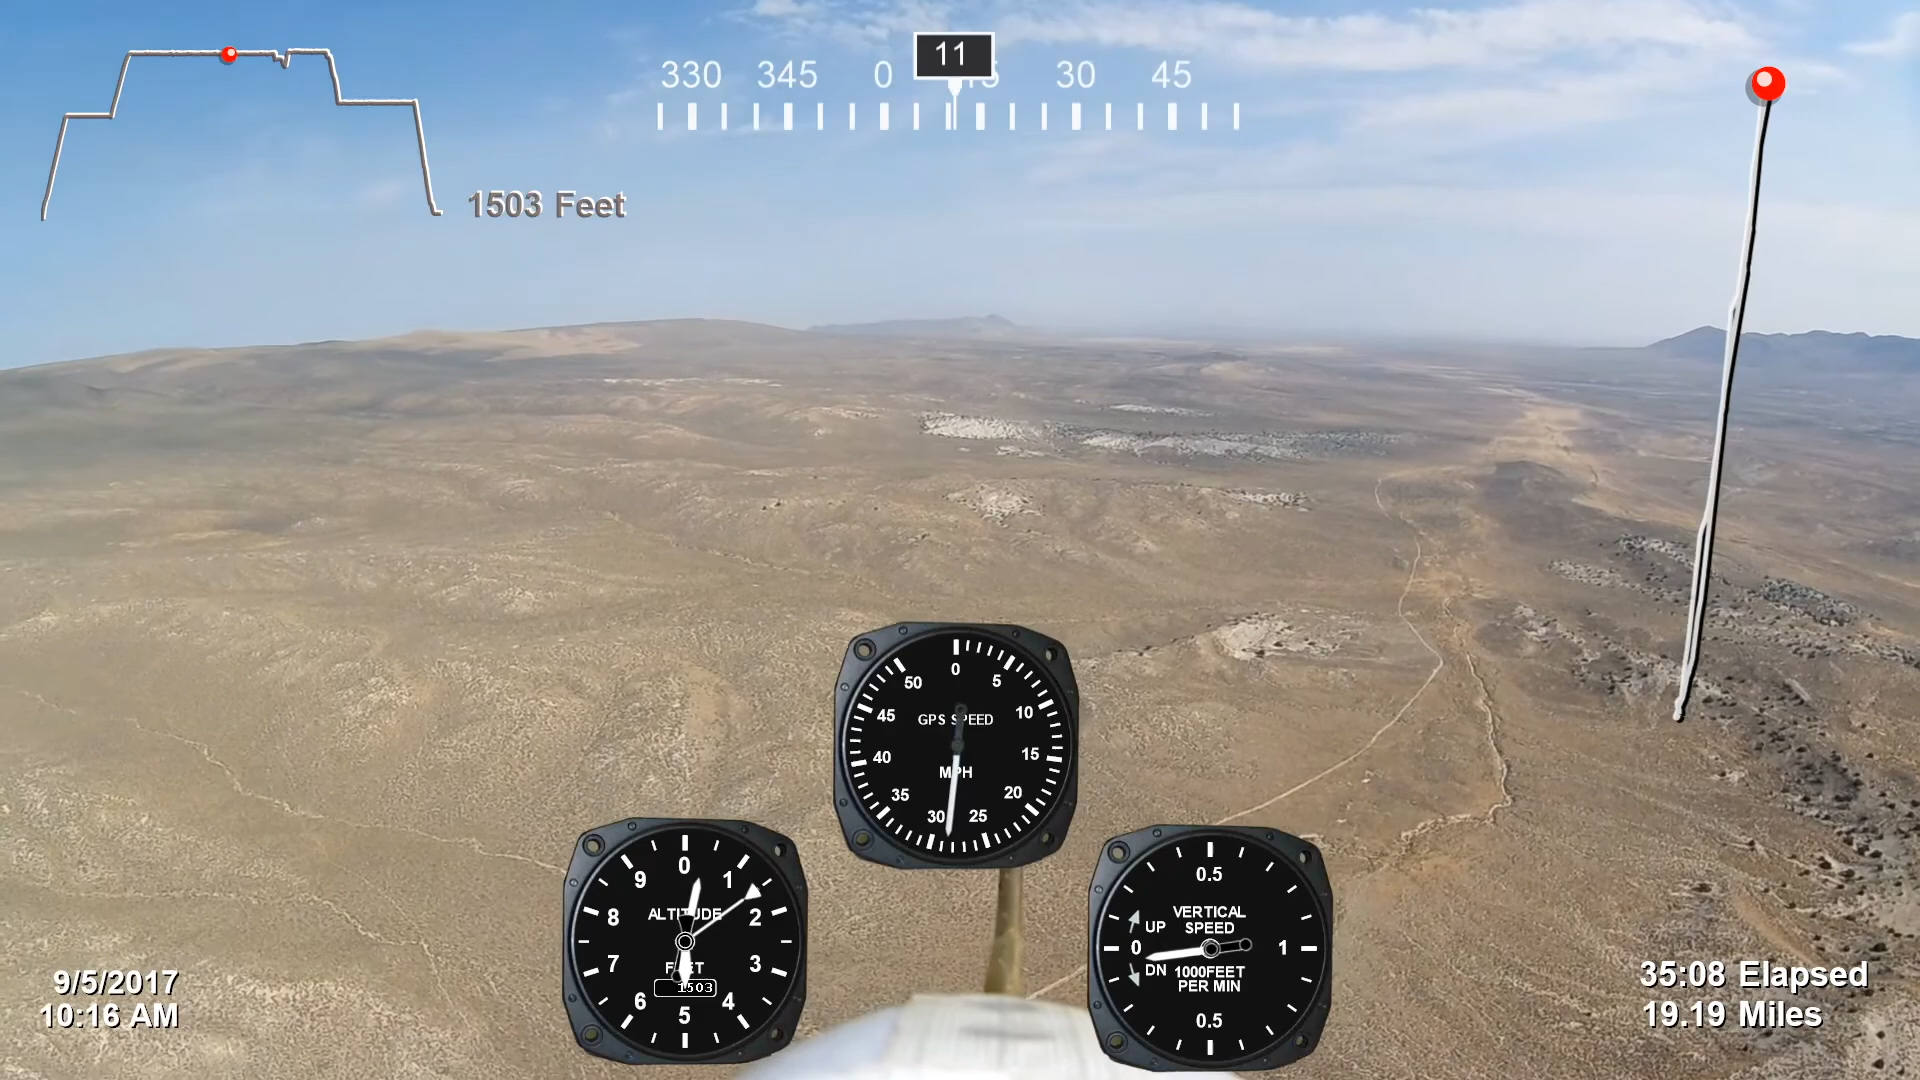 11
330 345 0 15 30 45
1503 Feet
0
50 5
45 10
GPS SPEED
40 15
MPH
35 20
30 25
0
9 1
8 2
ALTITUDE
7 3
FEET
1503
6 4
5
0.5
VERTICAL
SPEED
UP
0 1
DN
1000FEET
PER MIN
0.5
9/5/2017
10:16 AM
35:08 Elapsed
19.19 Miles